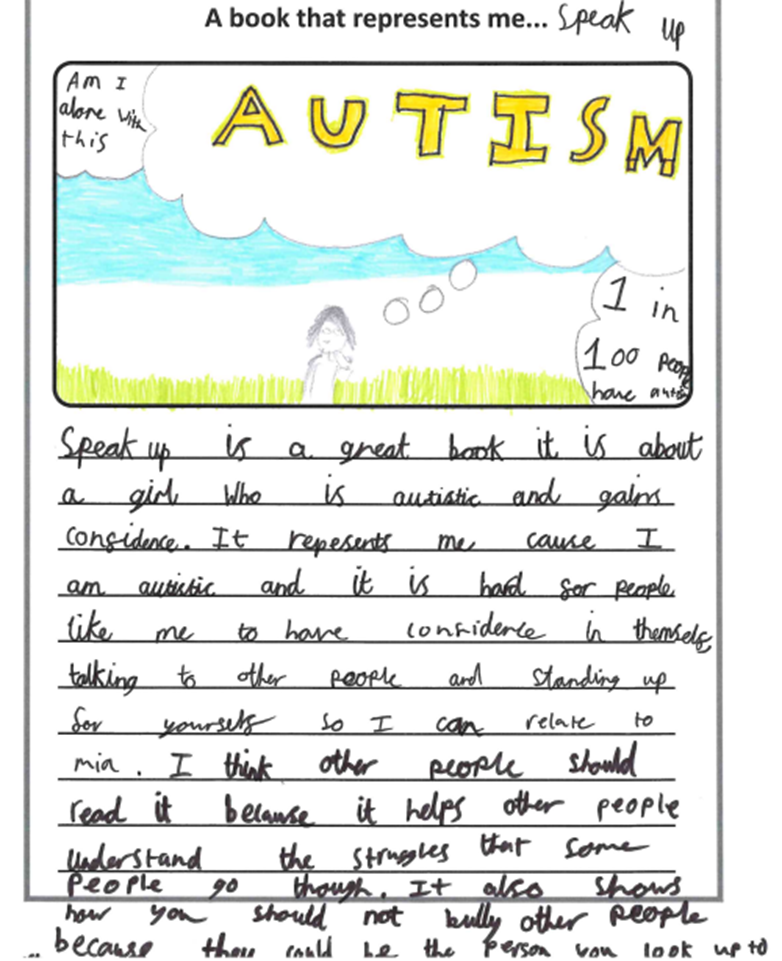 A book that represents me... Speak up
Am I
alone with
this
AUTISM
1 in
100 people
have autism
Speak up is a great book it is about
a girl who is autistic and gains
confidence. It repesents me cause I
am autistic and it is hard for people
like me to have confidence in themselfs
talking to other people and standing up
for yourself so I can relate to
mia. I think other people should
read it because it helps other people
understand the struggles that some
people go though. It also shows
how you should not bully other people
because they could be the person you look up to